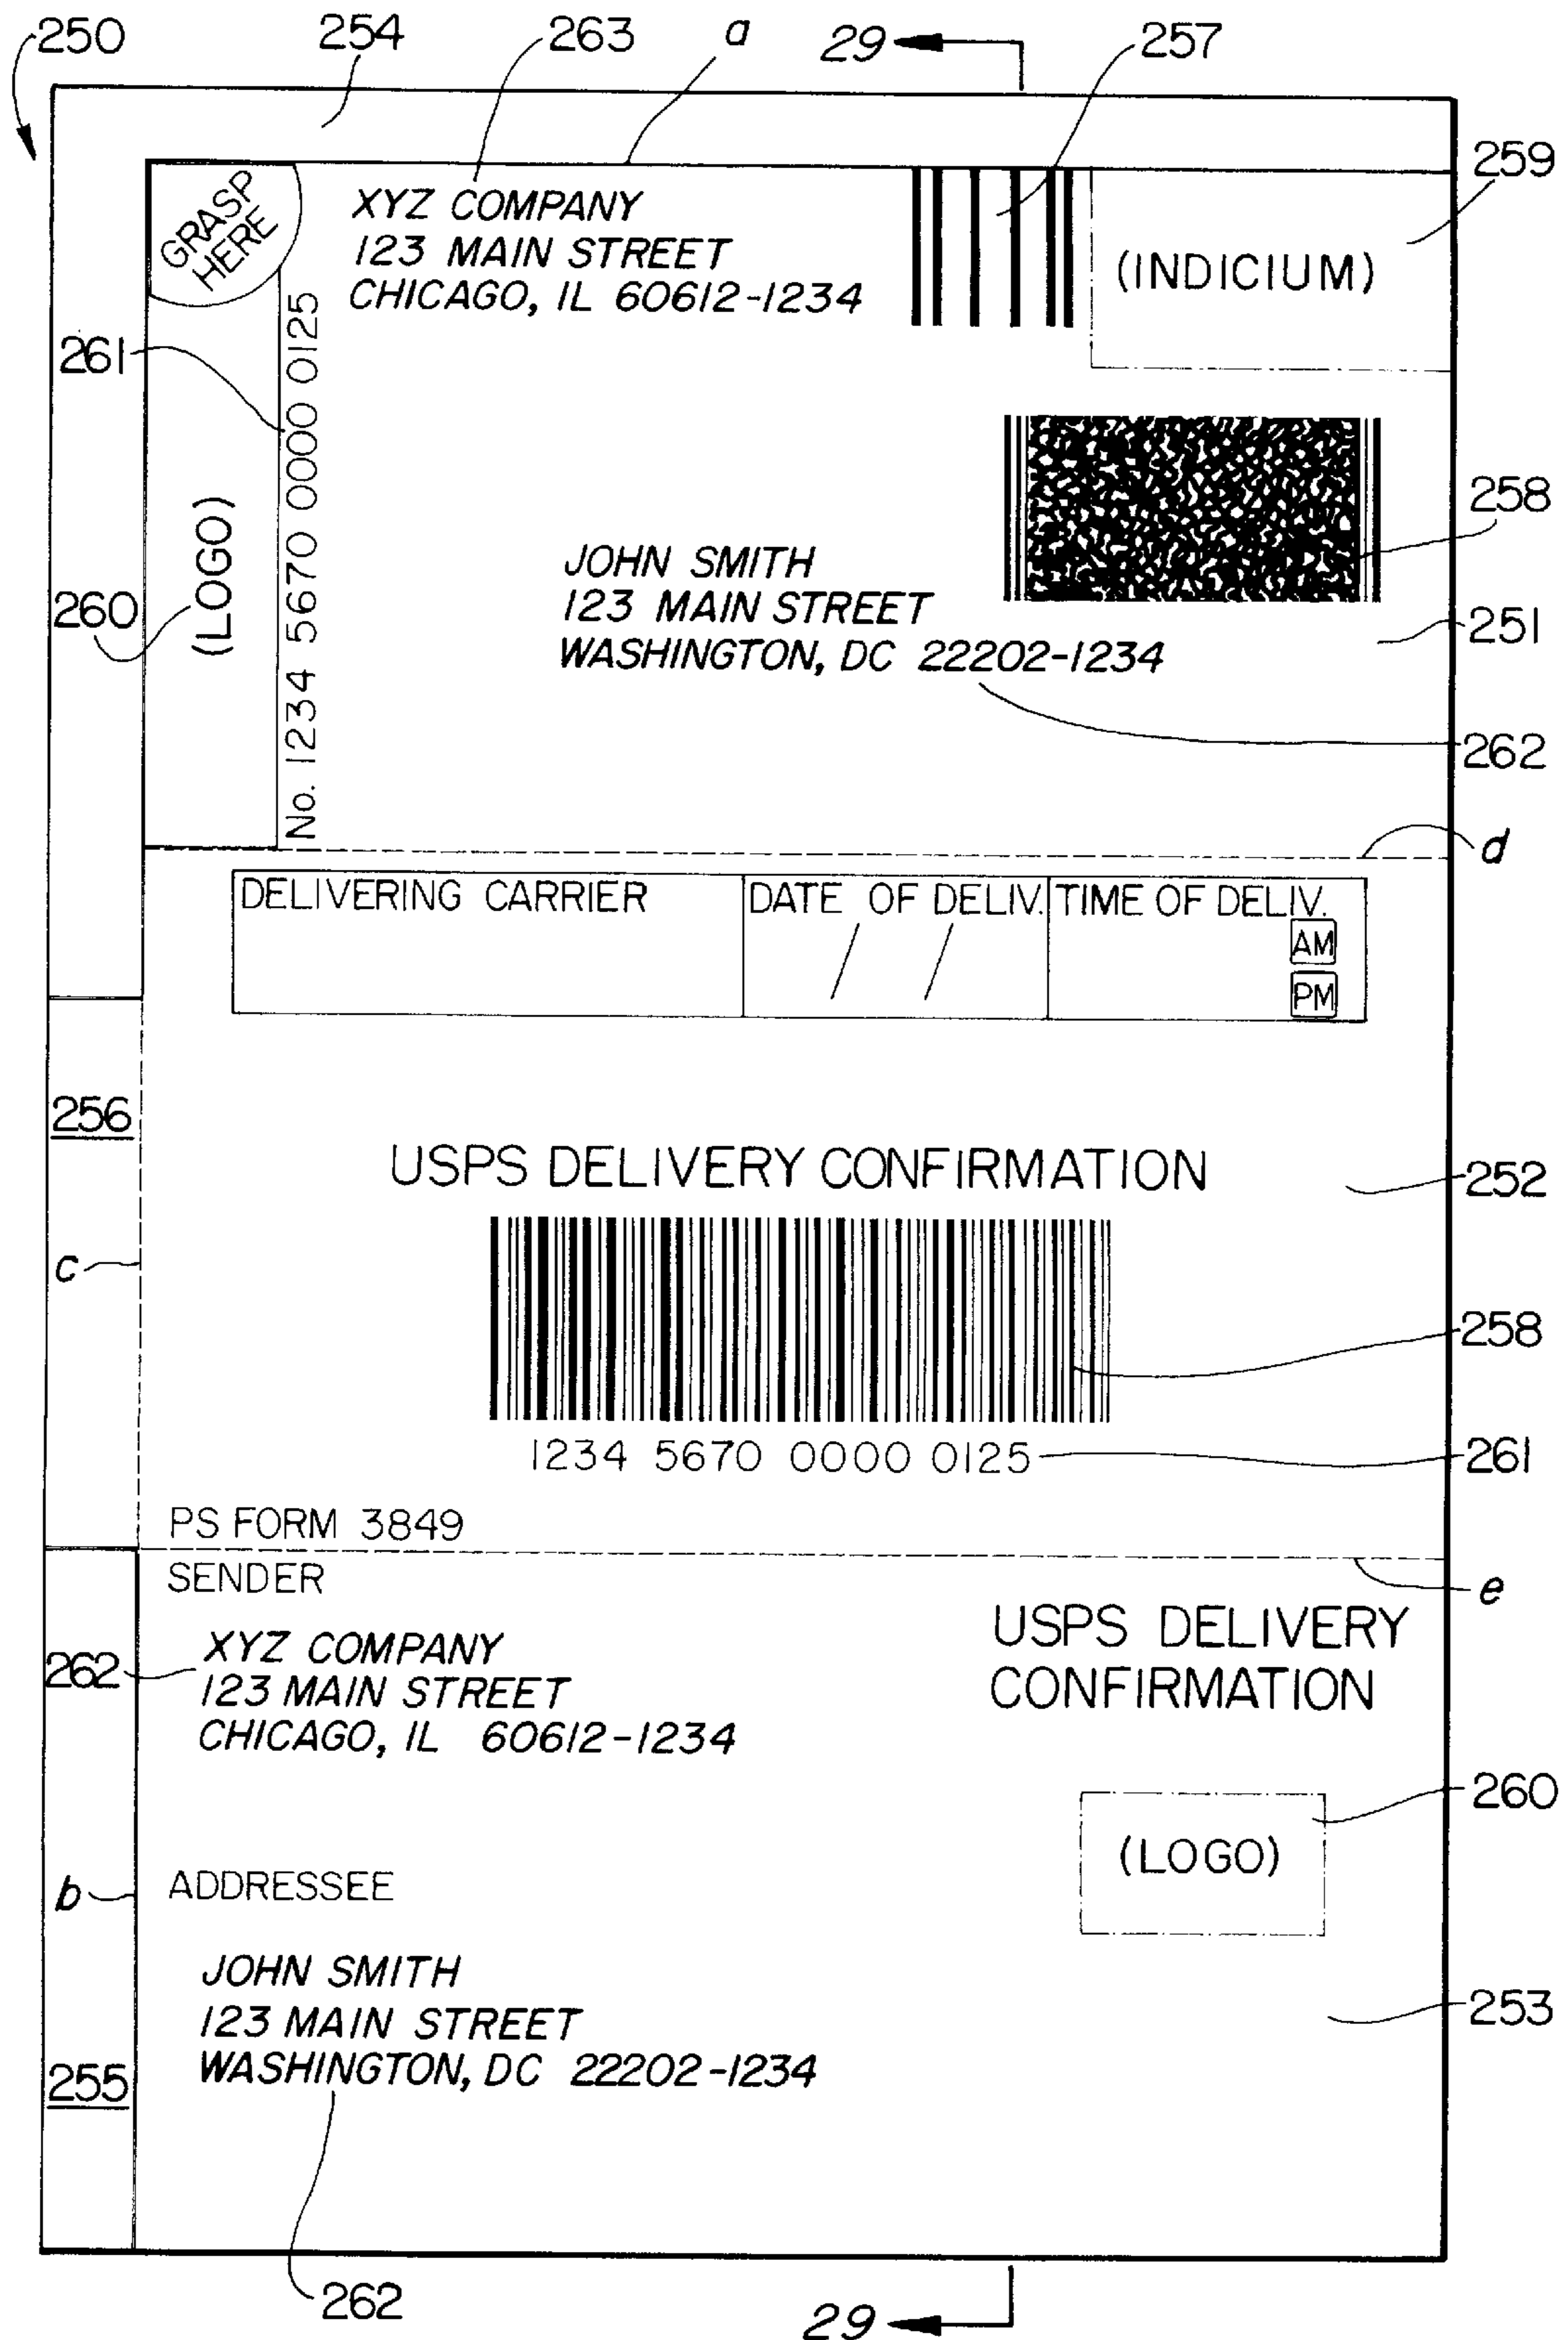 250
254
263
a
29
257
259
GRASP
HERE
XYZ COMPANY
123 MAIN STREET
CHICAGO, IL 60612-1234
(INDICIUM)
261
No. 1234 5670 0000 0125
(LOGO)
260
258
JOHN SMITH
123 MAIN STREET
WASHINGTON, DC 22202-1234
251
262
d
DELIVERING CARRIER
DATE OF DELIV.
/ /
TIME OF DELIV.
AM
PM
256
USPS DELIVERY CONFIRMATION
252
c
258
1234 5670 0000 0125
261
PS FORM 3849
SENDER
e
XYZ COMPANY
123 MAIN STREET
CHICAGO, IL 60612-1234
262
USPS DELIVERY
CONFIRMATION
260
(LOGO)
b
ADDRESSEE
JOHN SMITH
123 MAIN STREET
WASHINGTON, DC 22202-1234
253
255
262
29